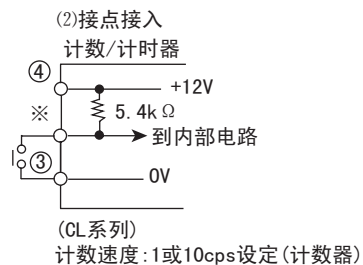 (2)接点接入
计数/计时器
④
+12V
※
5.4kΩ
到内部电路
③
0V
(CL系列)
计数速度:1或10cps设定(计数器)